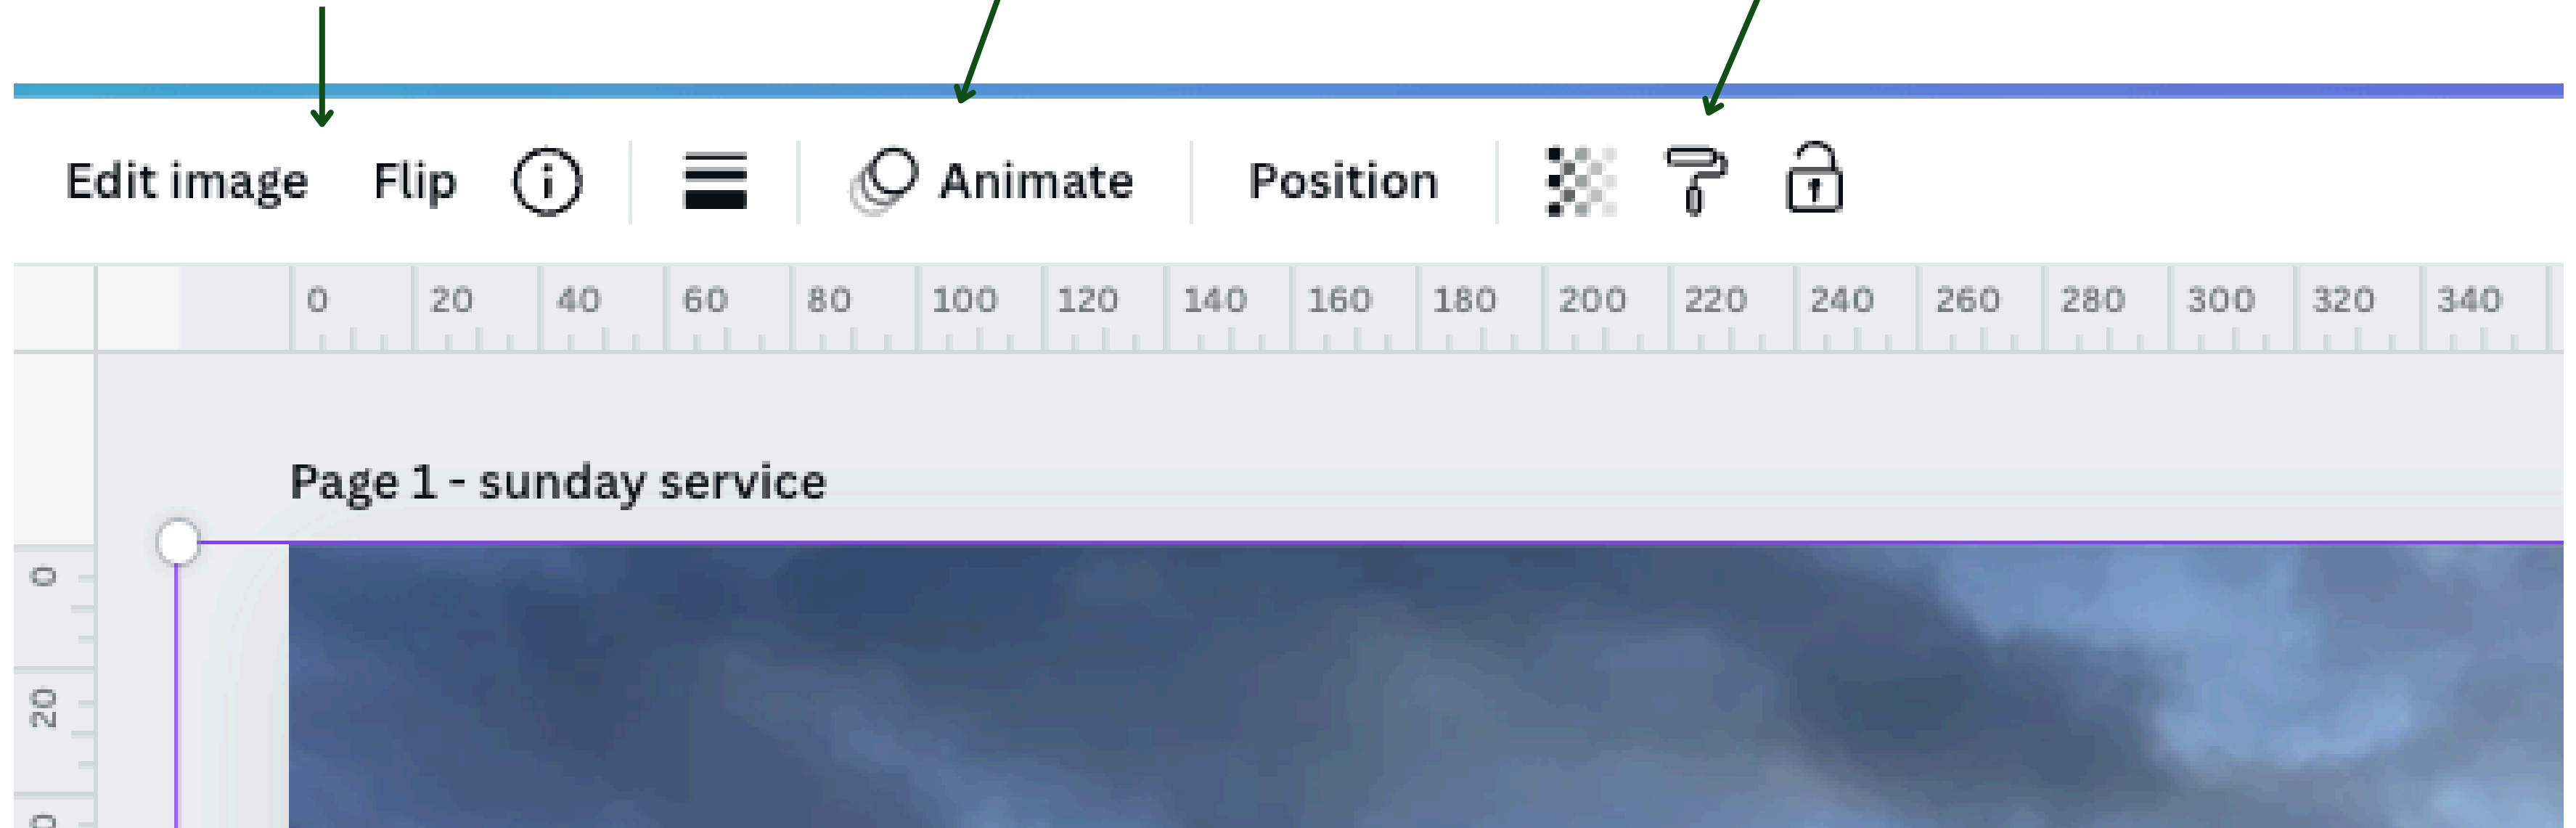 Edit image Flip Animate Position
0 20 40 60 80 100 120 140 160 180 200 220 240 260 280 300 320 340
Page 1 - sunday service
0
20